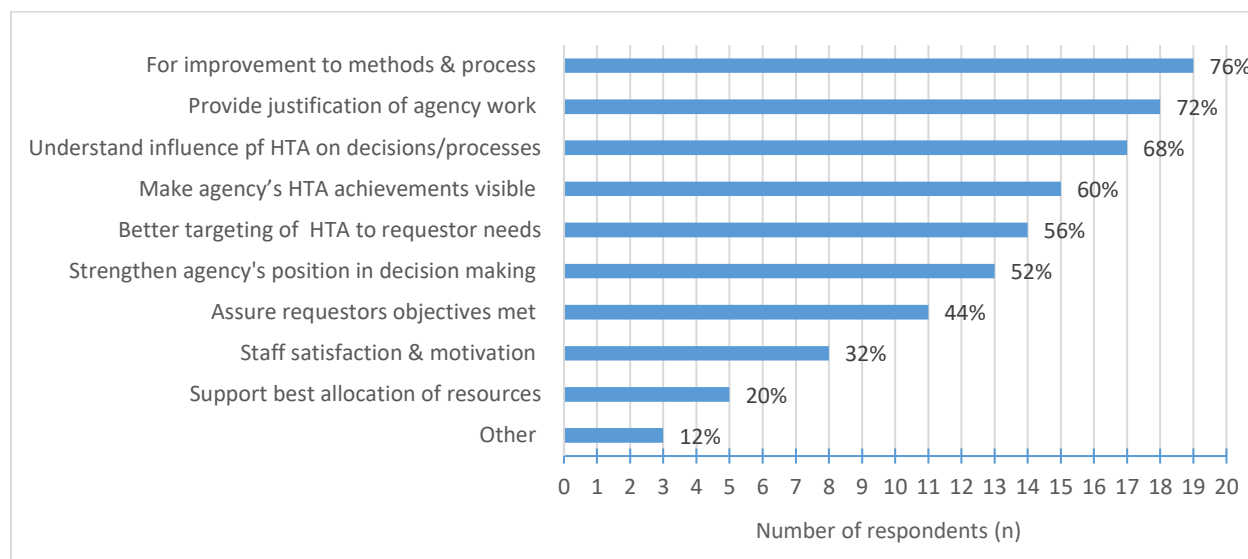 For improvement to methods & process 76%
Provide justification of agency work 72%
Understand influence pf HTA on decisions/processes 68%
Make agency’s HTA achievements visible 60%
Better targeting of HTA to requestor needs 56%
Strengthen agency's position in decision making 52%
Assure requestors objectives met 44%
Staff satisfaction & motivation 32%
Support best allocation of resources 20%
Other 12%
0 1 2 3 4 5 6 7 8 9 10 11 12 13 14 15 16 17 18 19 20
Number of respondents (n)